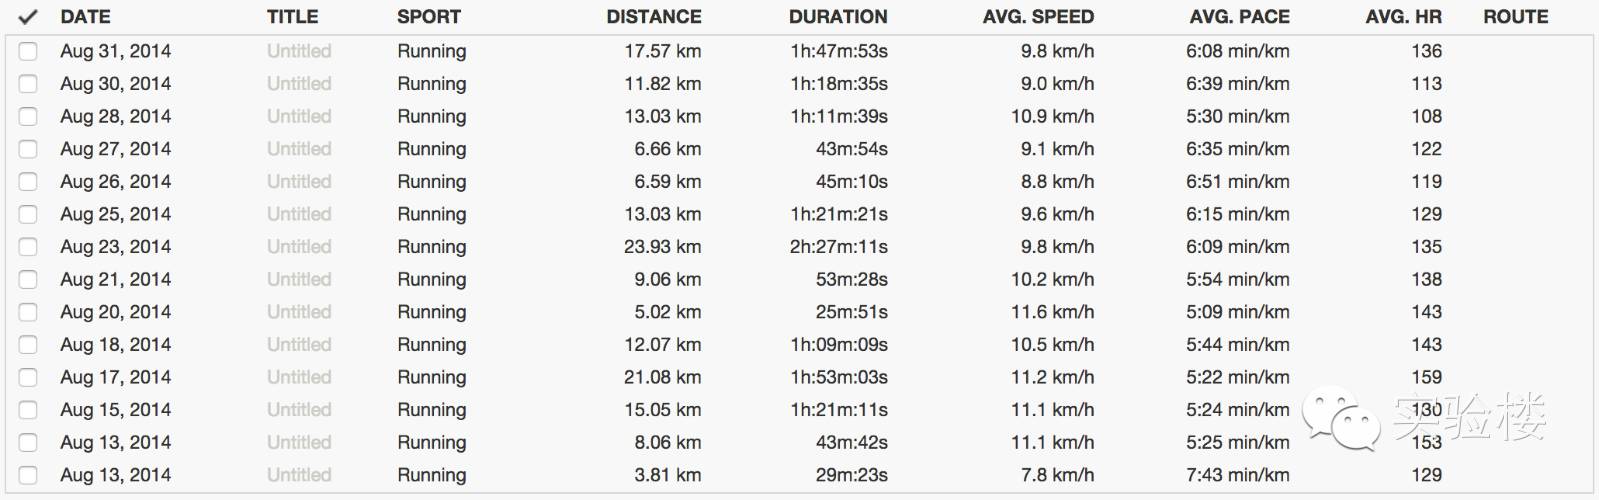 DATE TITLE SPORT DISTANCE DURATION AVG. SPEED AVG. PACE AVG. HR ROUTE
Aug 31, 2014 Untitled Running 17.57 km 1h:47m:53s 9.8 km/h 6:08 min/km 136
Aug 30, 2014 Untitled Running 11.82 km 1h:18m:35s 9.0 km/h 6:39 min/km 113
Aug 28, 2014 Untitled Running 13.03 km 1h:11m:39s 10.9 km/h 5:30 min/km 108
Aug 27, 2014 Untitled Running 6.66 km 43m:54s 9.1 km/h 6:35 min/km 122
Aug 26, 2014 Untitled Running 6.59 km 45m:10s 8.8 km/h 6:51 min/km 119
Aug 25, 2014 Untitled Running 13.03 km 1h:21m:21s 9.6 km/h 6:15 min/km 129
Aug 23, 2014 Untitled Running 23.93 km 2h:27m:11s 9.8 km/h 6:09 min/km 135
Aug 21, 2014 Untitled Running 9.06 km 53m:28s 10.2 km/h 5:54 min/km 138
Aug 20, 2014 Untitled Running 5.02 km 25m:51s 11.6 km/h 5:09 min/km 143
Aug 18, 2014 Untitled Running 12.07 km 1h:09m:09s 10.5 km/h 5:44 min/km 143
Aug 17, 2014 Untitled Running 21.08 km 1h:53m:03s 11.2 km/h 5:22 min/km 159
Aug 15, 2014 Untitled Running 15.05 km 1h:21m:11s 11.1 km/h 5:24 min/km 130
实验楼
Aug 13, 2014 Untitled Running 8.06 km 43m:42s 11.1 km/h 5:25 min/km 153
Aug 13, 2014 Untitled Running 3.81 km 29m:23s 7.8 km/h 7:43 min/km 129